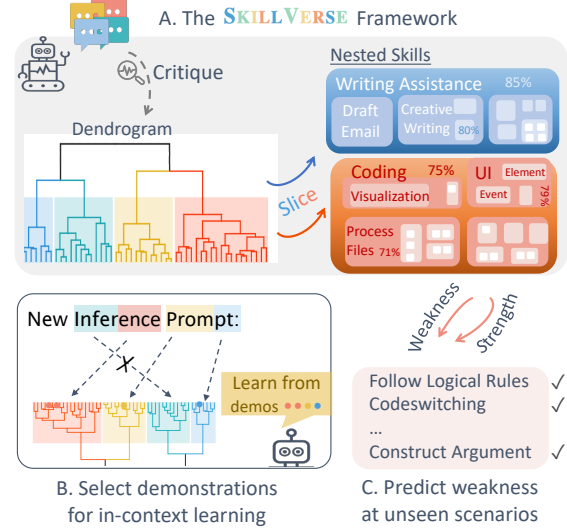 A. The SKILLVERSE Framework
Critique
Dendrogram
Slice
Nested Skills
Writing Assistance 85%
Draft Email
Creative Writing 80%
Coding 75%
Visualization
UI Element
Event 79%
Process Files 71%
Weakness
Strength
New Inference Prompt:
X
Learn from
demos
Follow Logical Rules ✓
Codeswitching ✓
...
Construct Argument ✓
B. Select demonstrations
for in-context learning
C. Predict weakness
at unseen scenarios